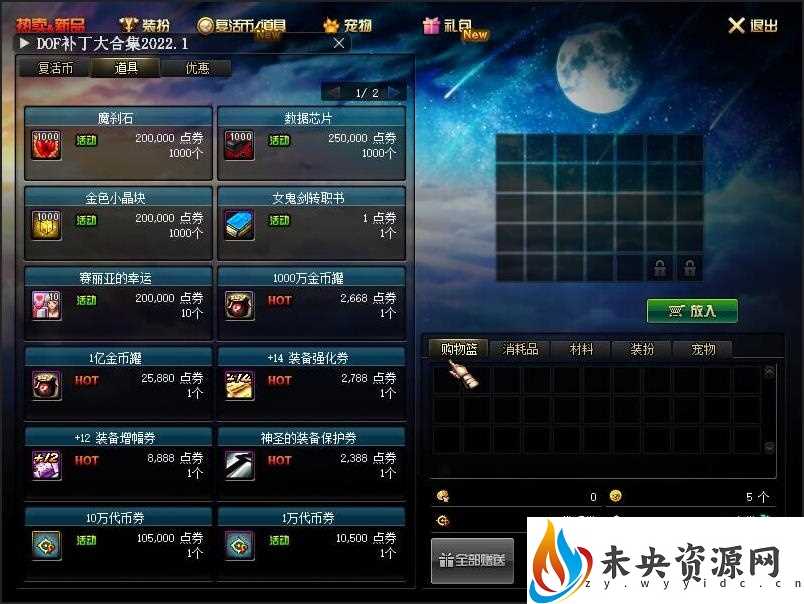 热卖&新品 装扮 复活币/道具 New 宠物 礼包 New 退出
DOF补丁大合集2022.1
复活币 道具 优惠
1/ 2
魔刹石
1000
活动
200,000 点券
1000个
数据芯片
1000
活动
250,000 点券
1000个
金色小晶块
1000
活动
200,000 点券
1000个
女鬼剑转职书
活动
1 点券
1个
赛丽亚的幸运
10
活动
200,000 点券
10个
1000万金币罐
HOT
2,668 点券
1个
1亿金币罐
HOT
25,880 点券
1个
+14 装备强化券
+14
HOT
2,788 点券
1个
+12 装备增幅券
+12
HOT
8,888 点券
1个
神圣的装备保护券
HOT
2,388 点券
1个
10万代币券
活动
105,000 点券
1个
1万代币券
活动
10,500 点券
1个
放入
购物篮 消耗品 材料 装扮 宠物
0
5 个
全部赠送
未央资源网
zy.wyyidc.cn